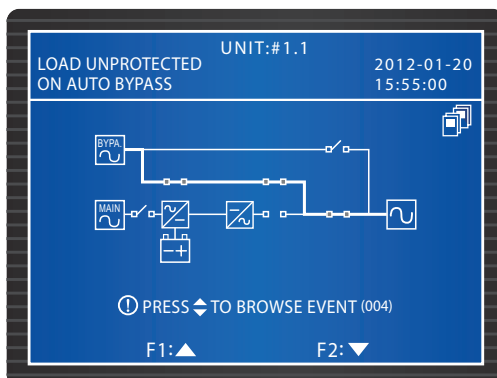 UNIT:#1.1
LOAD UNPROTECTED
ON AUTO BYPASS
2012-01-20
15:55:00
BYPA.
MAIN
PRESS TO BROWSE EVENT (004)
F1: F2: